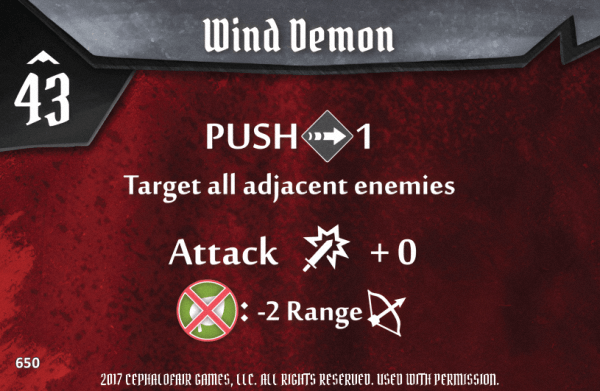 Wind Demon
43
PUSH 1
Target all adjacent enemies
Attack + 0
: -2 Range
650
2017 CEPHALOFAIR GAMES, LLC. ALL RIGHTS RESERVED. USED WITH PERMISSION.